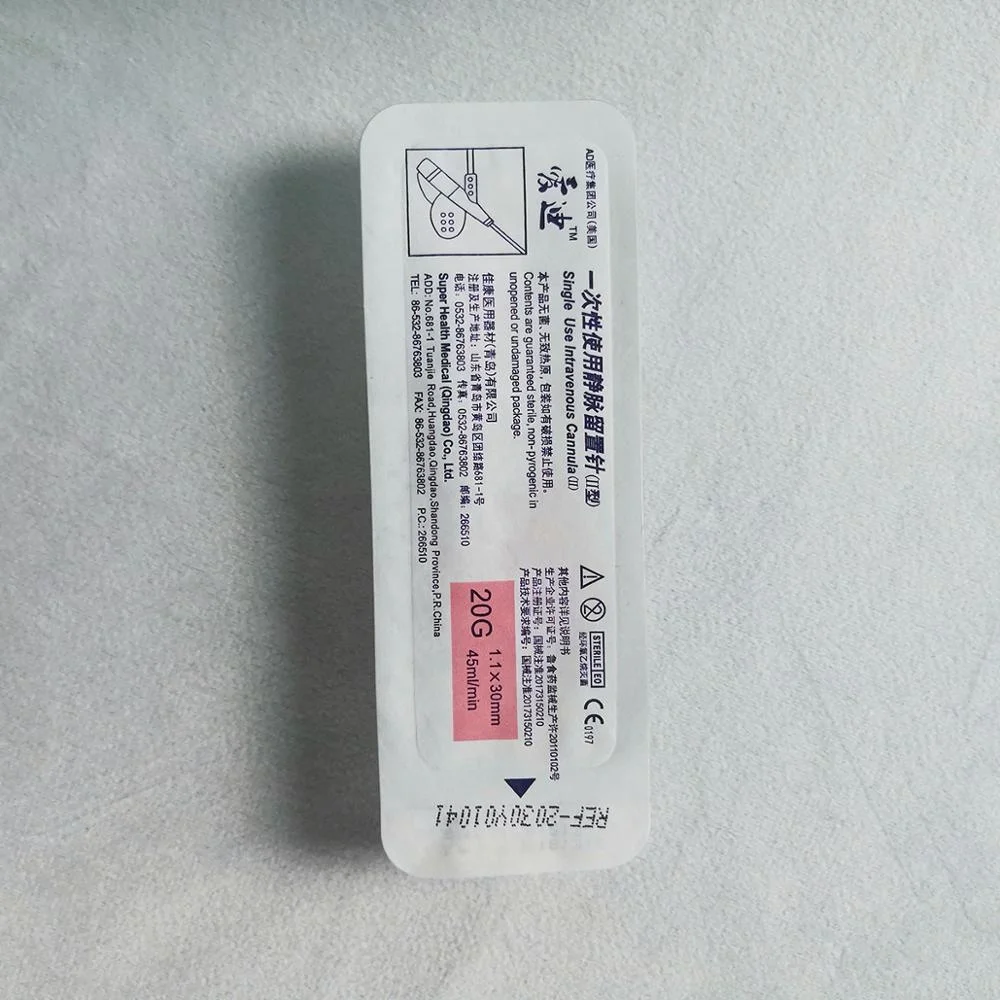 AD医疗集团公司(美国)
爱迪™
一次性使用静脉留置针(II型)
Single Use Intravenous Cannula(II)
本产品无菌、无致热原，包装如有破损禁止使用。
Contents are guaranteed sterile, non-pyrogenic in
unopened or undamaged package.
佳康医用器材(青岛)有限公司
注册及生产地址：山东省青岛市黄岛区团结路681-1号
电话：0532-86763803 传真：0532-86763802 邮编：266510
Super Health Medical (Qingdao) Co., Ltd.
ADD: No.681-1 Tuanjie Road,Huangdao,Qingdao,Shandong Province,P.R.China
TEL: 86-532-86763803 FAX: 86-532-86763802 P.C.: 266510
STERILE EO
经环氧乙烷灭菌
CE 0197
其他内容详见说明书
生产企业许可证号：鲁食药监械生产许20110102号
产品注册证号：国械注准20173150210
产品技术要求编号：国械注准20173150210
20G
1.1×30mm
45ml/min
REF-2030Y01041